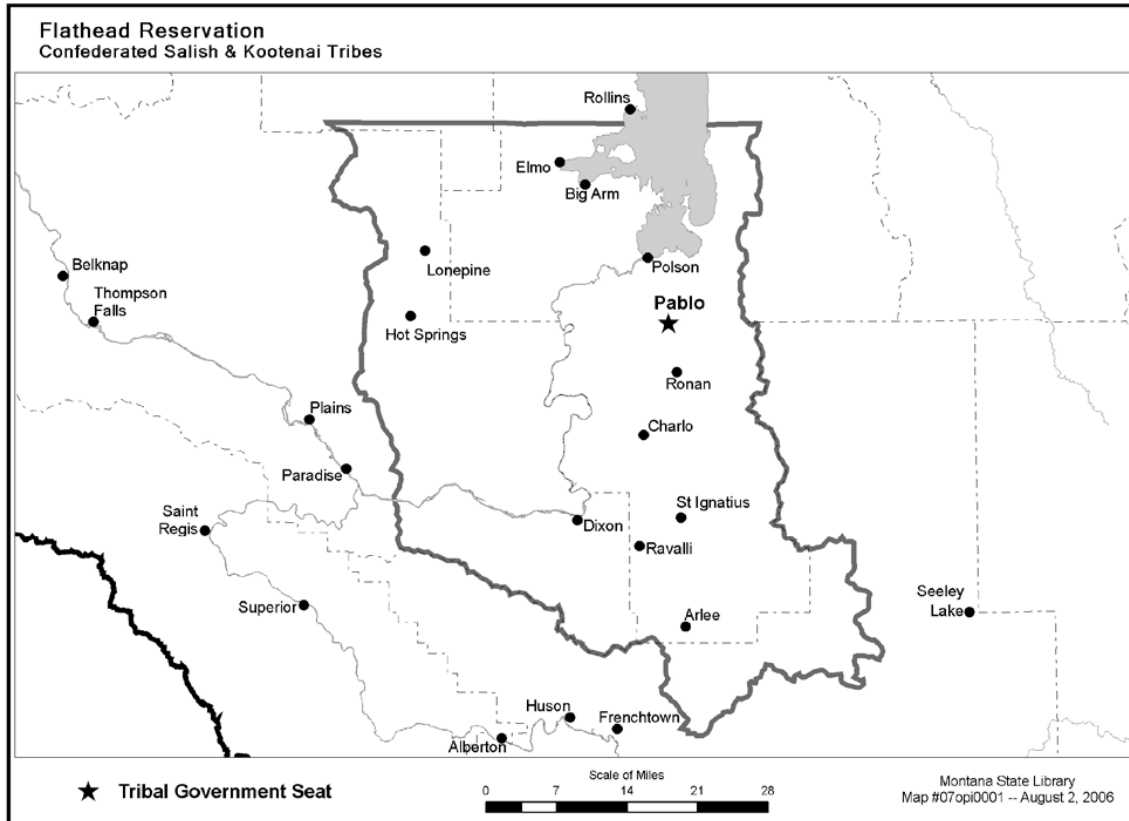 Flathead Reservation
Confederated Salish & Kootenai Tribes
Rollins
Elmo
Big Arm
Belknap
Lonepine
Polson
Thompson
Falls
Pablo
Hot Springs
Ronan
Plains
Charlo
Paradise
Saint
Regis
St Ignatius
Dixon
Ravalli
Superior
Seeley
Lake
Arlee
Huson
Frenchtown
Alberton
★ Tribal Government Seat
Scale of Miles
0 7 14 21 28
Montana State Library
Map #07opi0001 -- August 2, 2006